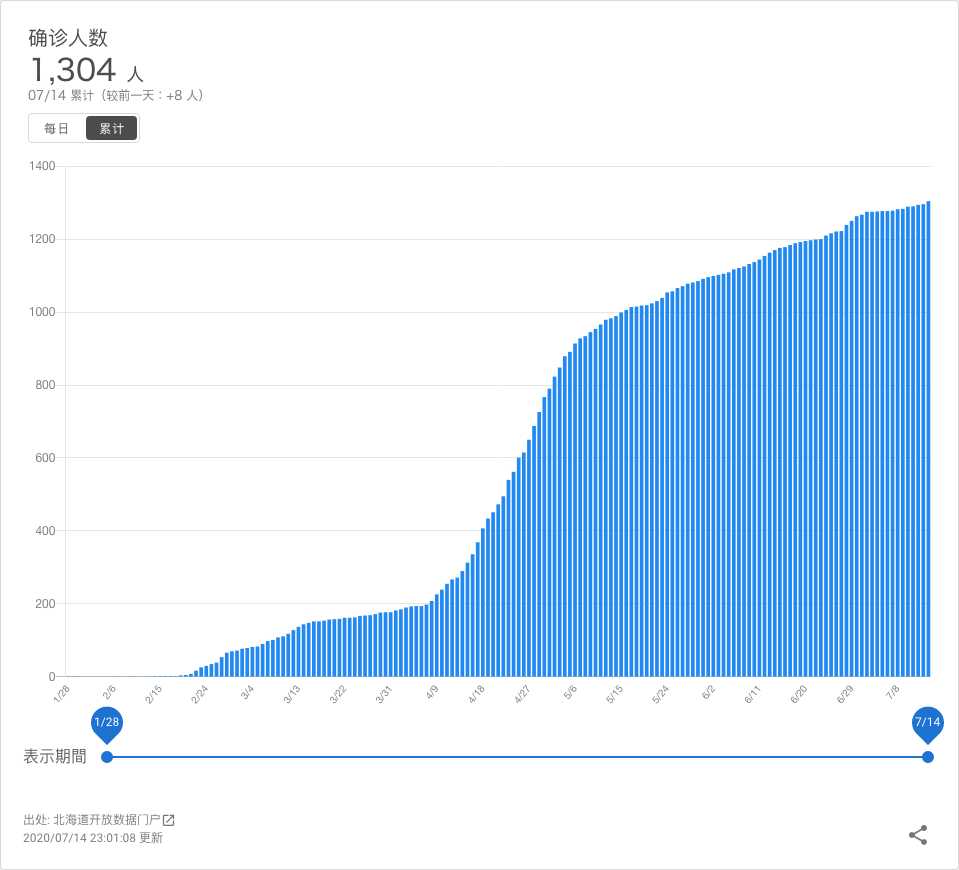 确诊人数
1,304 人
07/14 累计（较前一天：+8 人）
每日 累计
1400
1200
1000
800
600
400
200
0
1/28 2/6 2/15 2/24 3/4 3/13 3/22 3/31 4/9 4/18 4/27 5/6 5/15 5/24 6/2 6/11 6/20 6/29 7/8
1/28 7/14
表示期間
出处: 北海道开放数据门户
2020/07/14 23:01:08 更新